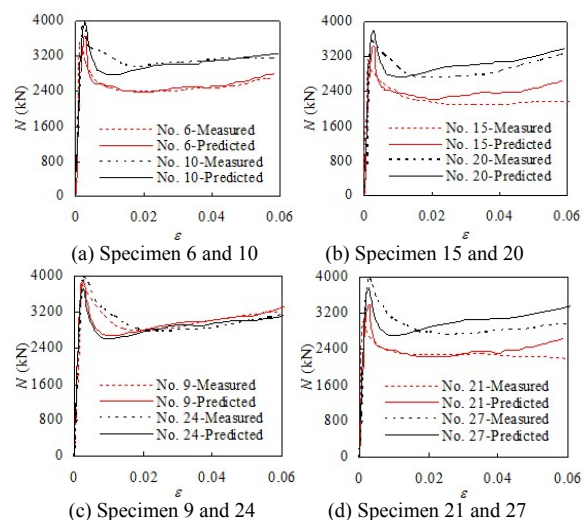 4000
3200
2400
1600
800
0
N (kN)
No. 6-Measured
No. 6-Predicted
No. 10-Measured
No. 10-Predicted
0 0.02 0.04 0.06
ε
(a) Specimen 6 and 10
4000
3200
2400
1600
800
0
N (kN)
No. 15-Measured
No. 15-Predicted
No. 20-Measured
No. 20-Predicted
0 0.02 0.04 0.06
ε
(b) Specimen 15 and 20
4000
3200
2400
1600
800
0
N (kN)
No. 9-Measured
No. 9-Predicted
No. 24-Measured
No. 24-Predicted
0 0.02 0.04 0.06
ε
(c) Specimen 9 and 24
4000
3200
2400
1600
800
0
N (kN)
No. 21-Measured
No. 21-Predicted
No. 27-Measured
No. 27-Predicted
0 0.02 0.04 0.06
ε
(d) Specimen 21 and 27